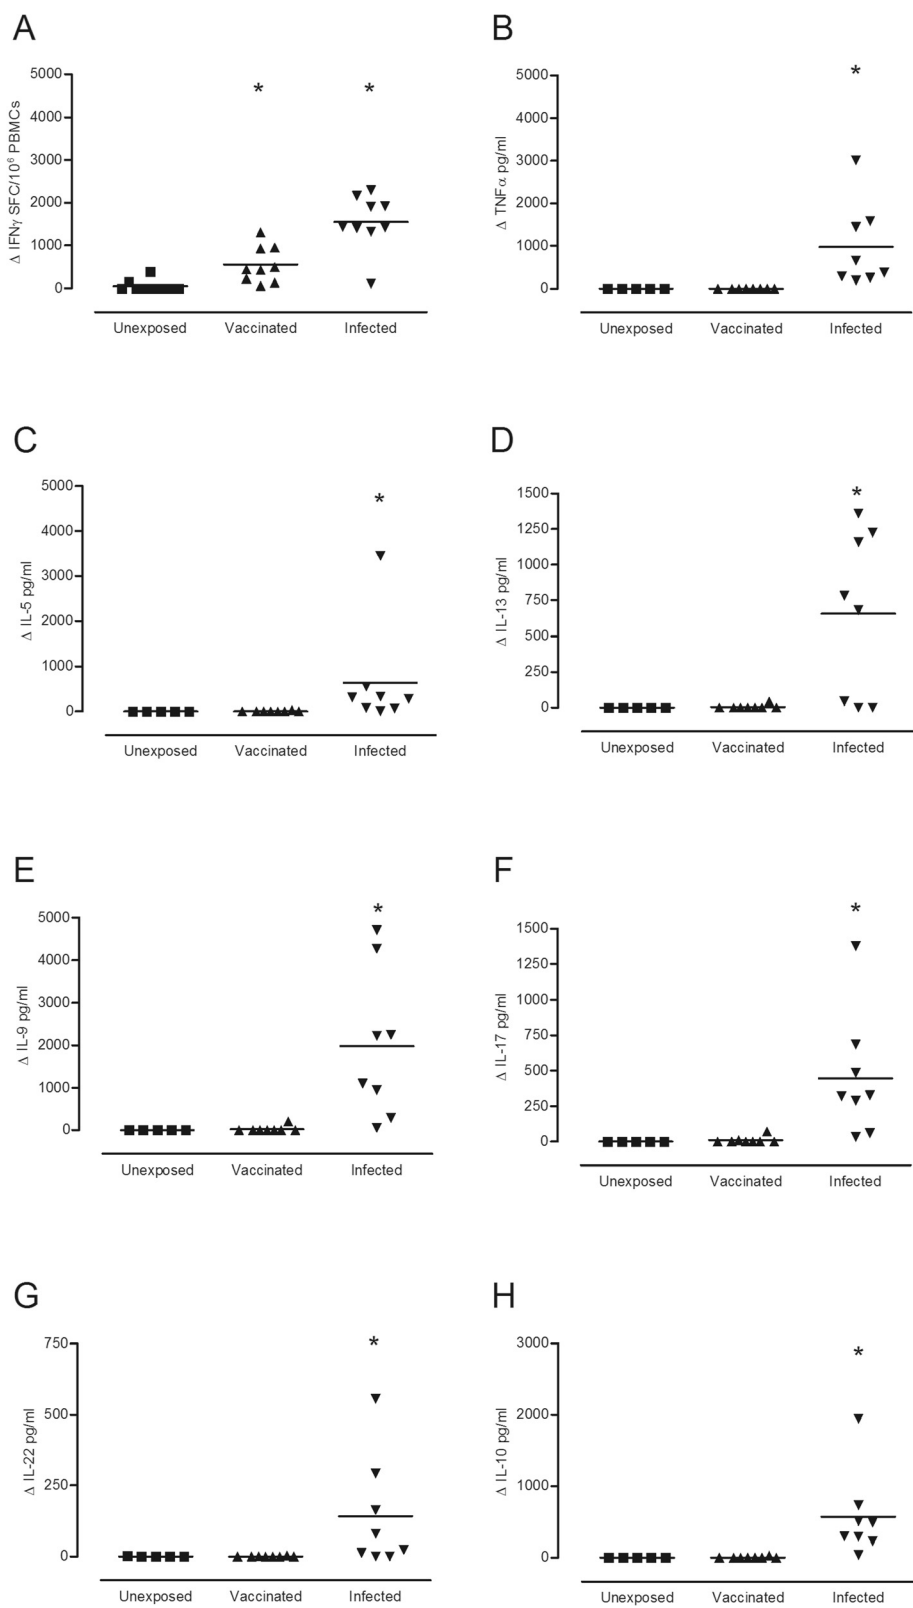 A
Δ IFNγ SFC/10⁶ PBMCs
5000
4000
3000
2000
1000
0
*
*
Unexposed Vaccinated Infected
B
Δ TNFα pg/ml
5000
4000
3000
2000
1000
0
*
Unexposed Vaccinated Infected
C
Δ IL-5 pg/ml
5000
4000
3000
2000
1000
0
*
Unexposed Vaccinated Infected
D
Δ IL-13 pg/ml
1500
1250
1000
750
500
250
0
*
Unexposed Vaccinated Infected
E
Δ IL-9 pg/ml
5000
4000
3000
2000
1000
0
*
Unexposed Vaccinated Infected
F
Δ IL-17 pg/ml
1500
1250
1000
750
500
250
0
*
Unexposed Vaccinated Infected
G
Δ IL-22 pg/ml
750
500
250
0
*
Unexposed Vaccinated Infected
H
Δ IL-10 pg/ml
3000
2000
1000
0
*
Unexposed Vaccinated Infected